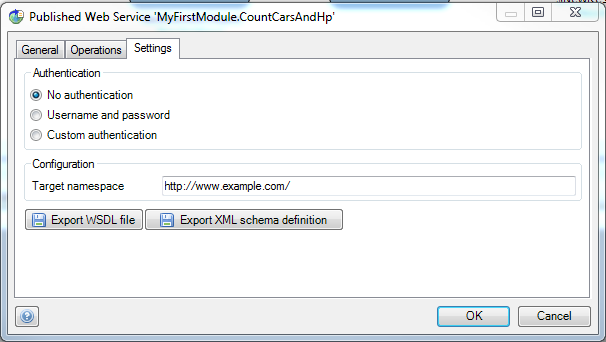 Published Web Service 'MyFirstModule.CountCarsAndHp'
General Operations Settings
Authentication
No authentication
Username and password
Custom authentication
Configuration
Target namespace http://www.example.com/
Export WSDL file Export XML schema definition
? OK Cancel